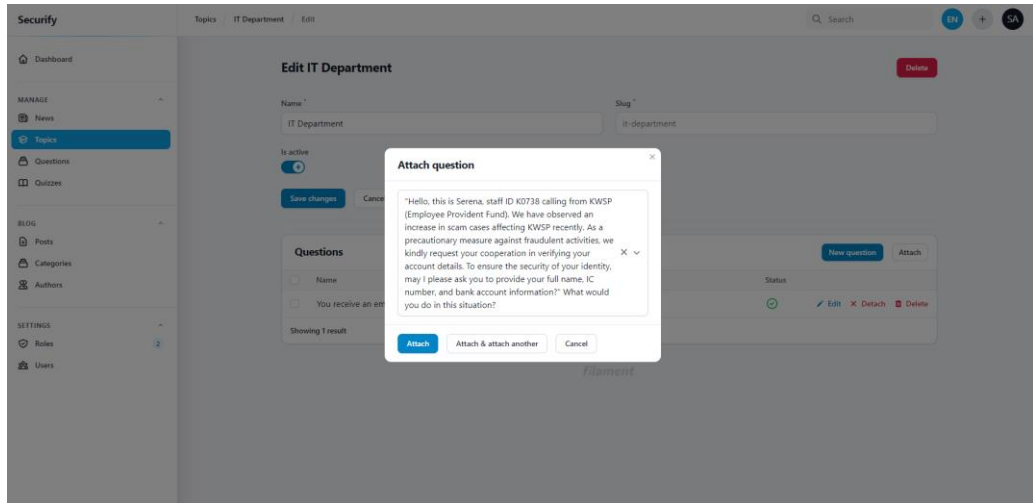 Securify
Topics / IT Department / Edit
Search
EN
+
SA
Dashboard
MANAGE
News
Topics
Questions
Quizzes
BLOG
Posts
Categories
Authors
SETTINGS
Roles 2
Users
Edit IT Department
Delete
Name *
IT Department
Slug *
it-department
Is active
Save changes
Cance
Questions
New question
Attach
Name
Status
You receive an em
Edit Detach Delete
Showing 1 result
filament
Attach question
"Hello, this is Serena, staff ID K0738 calling from KWSP
(Employee Provident Fund). We have observed an
increase in scam cases affecting KWSP recently. As a
precautionary measure against fraudulent activities, we
kindly request your cooperation in verifying your
account details. To ensure the security of your identity,
may I please ask you to provide your full name, IC
number, and bank account information?" What would
you do in this situation?
Attach
Attach & attach another
Cancel